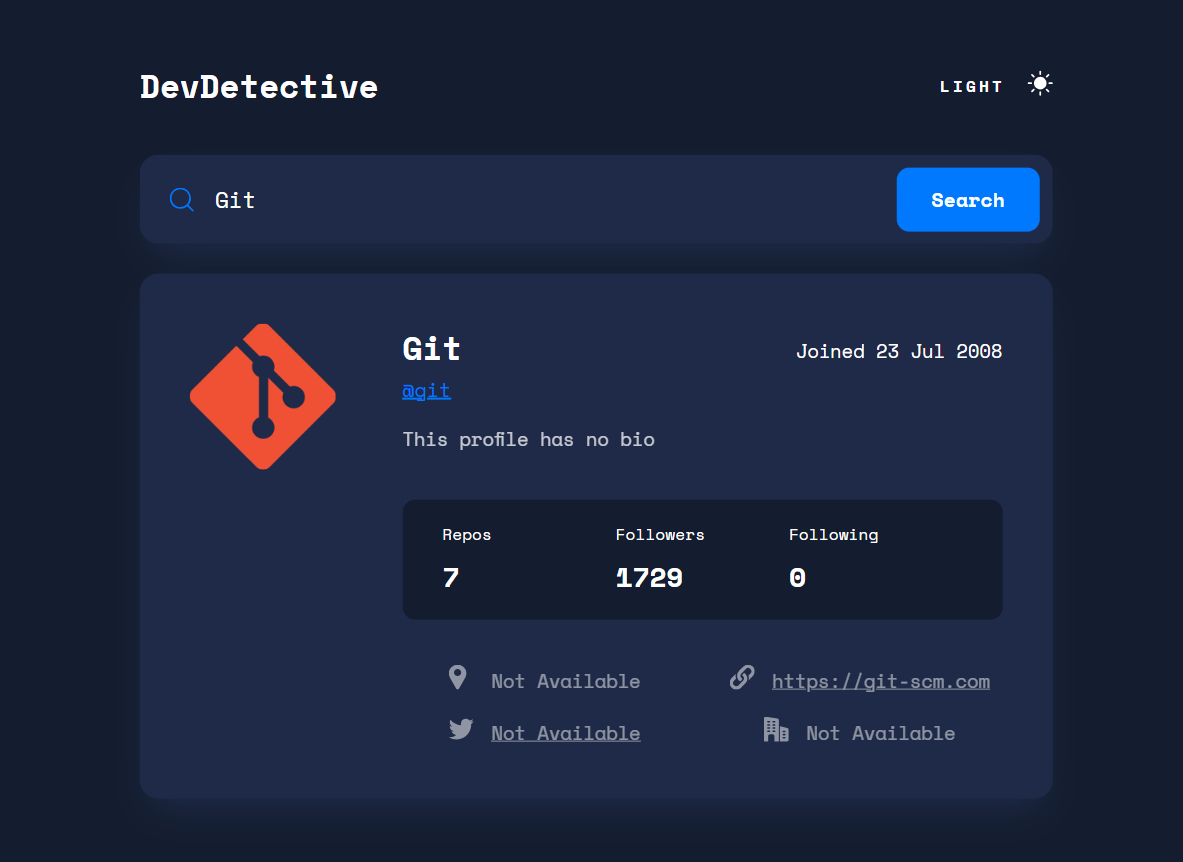 DevDetective
LIGHT
Git
Search
Git
Joined 23 Jul 2008
@git
This profile has no bio
Repos Followers Following
7 1729 0
Not Available
https://git-scm.com
Not Available
Not Available